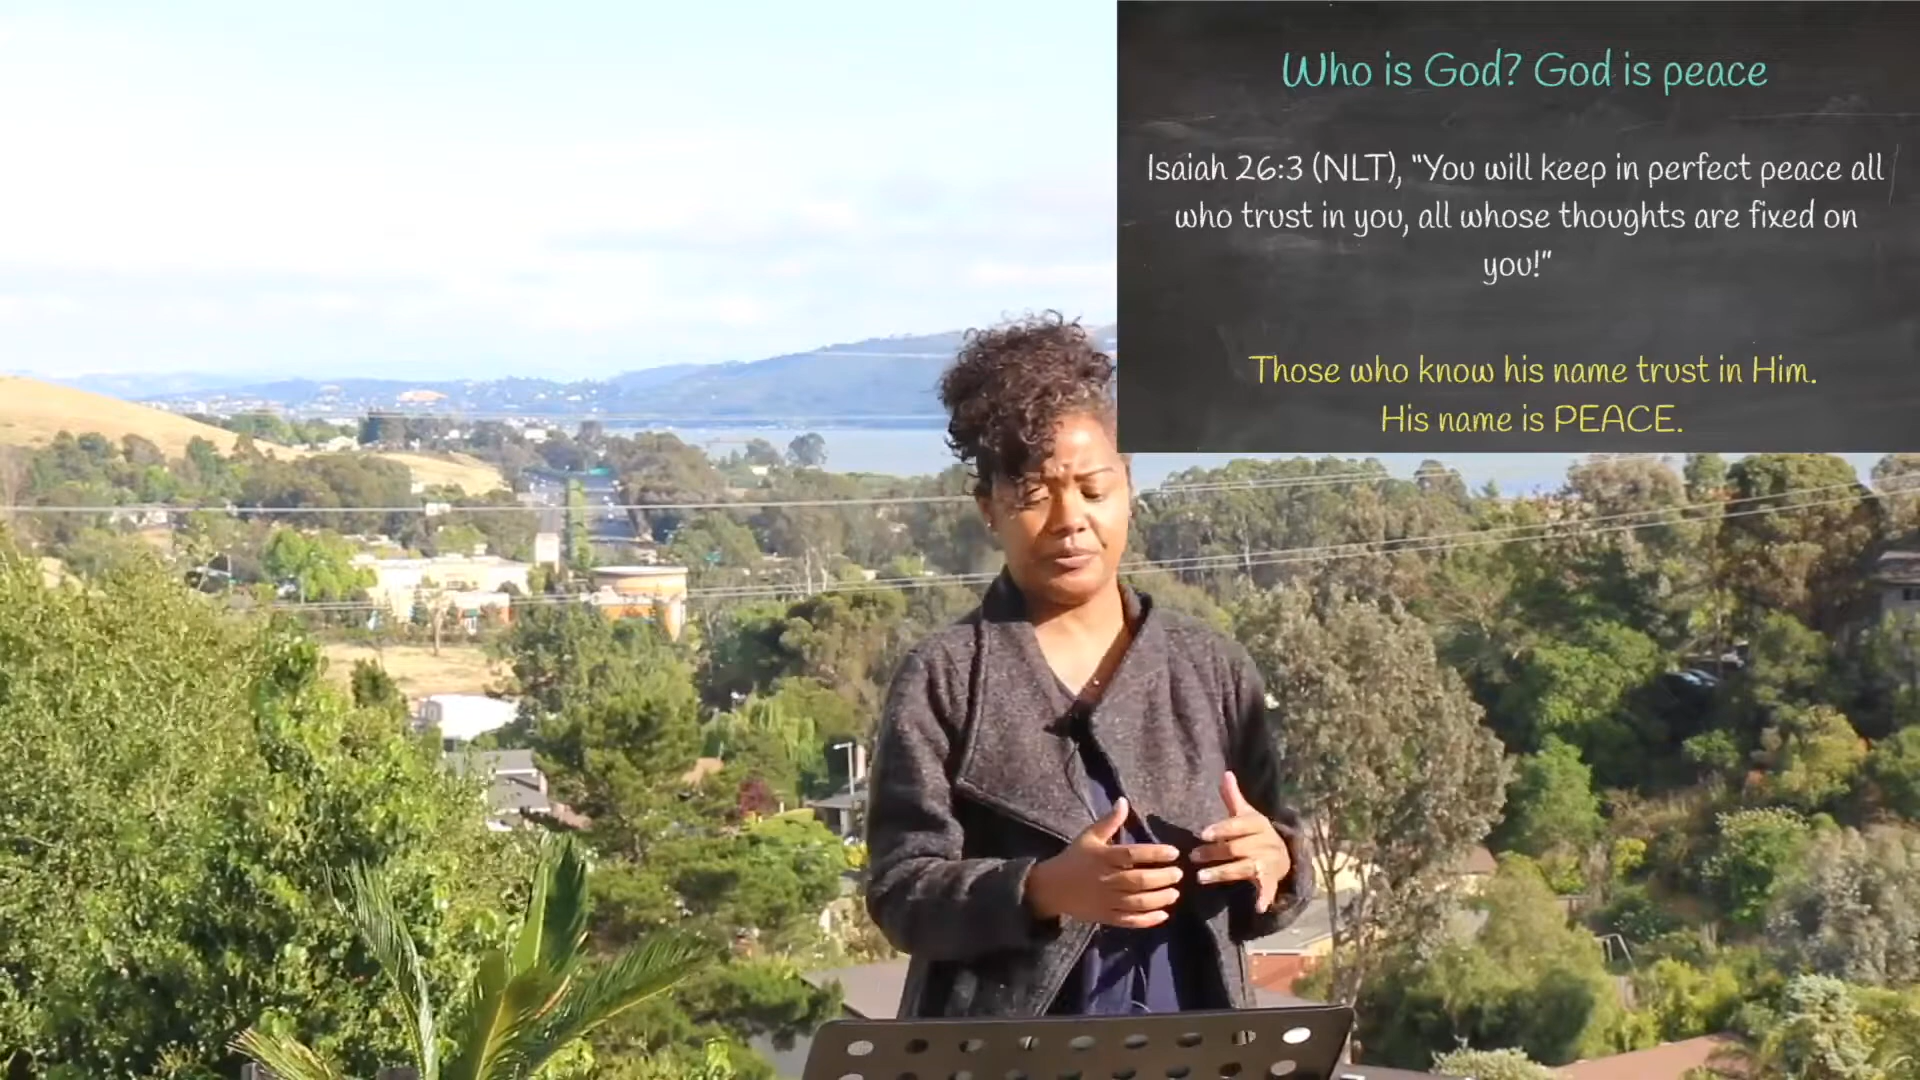 Who is God? God is peace
Isaiah 26:3 (NLT), "You will keep in perfect peace all
who trust in you, all whose thoughts are fixed on
you!"
Those who know his name trust in Him.
His name is PEACE.